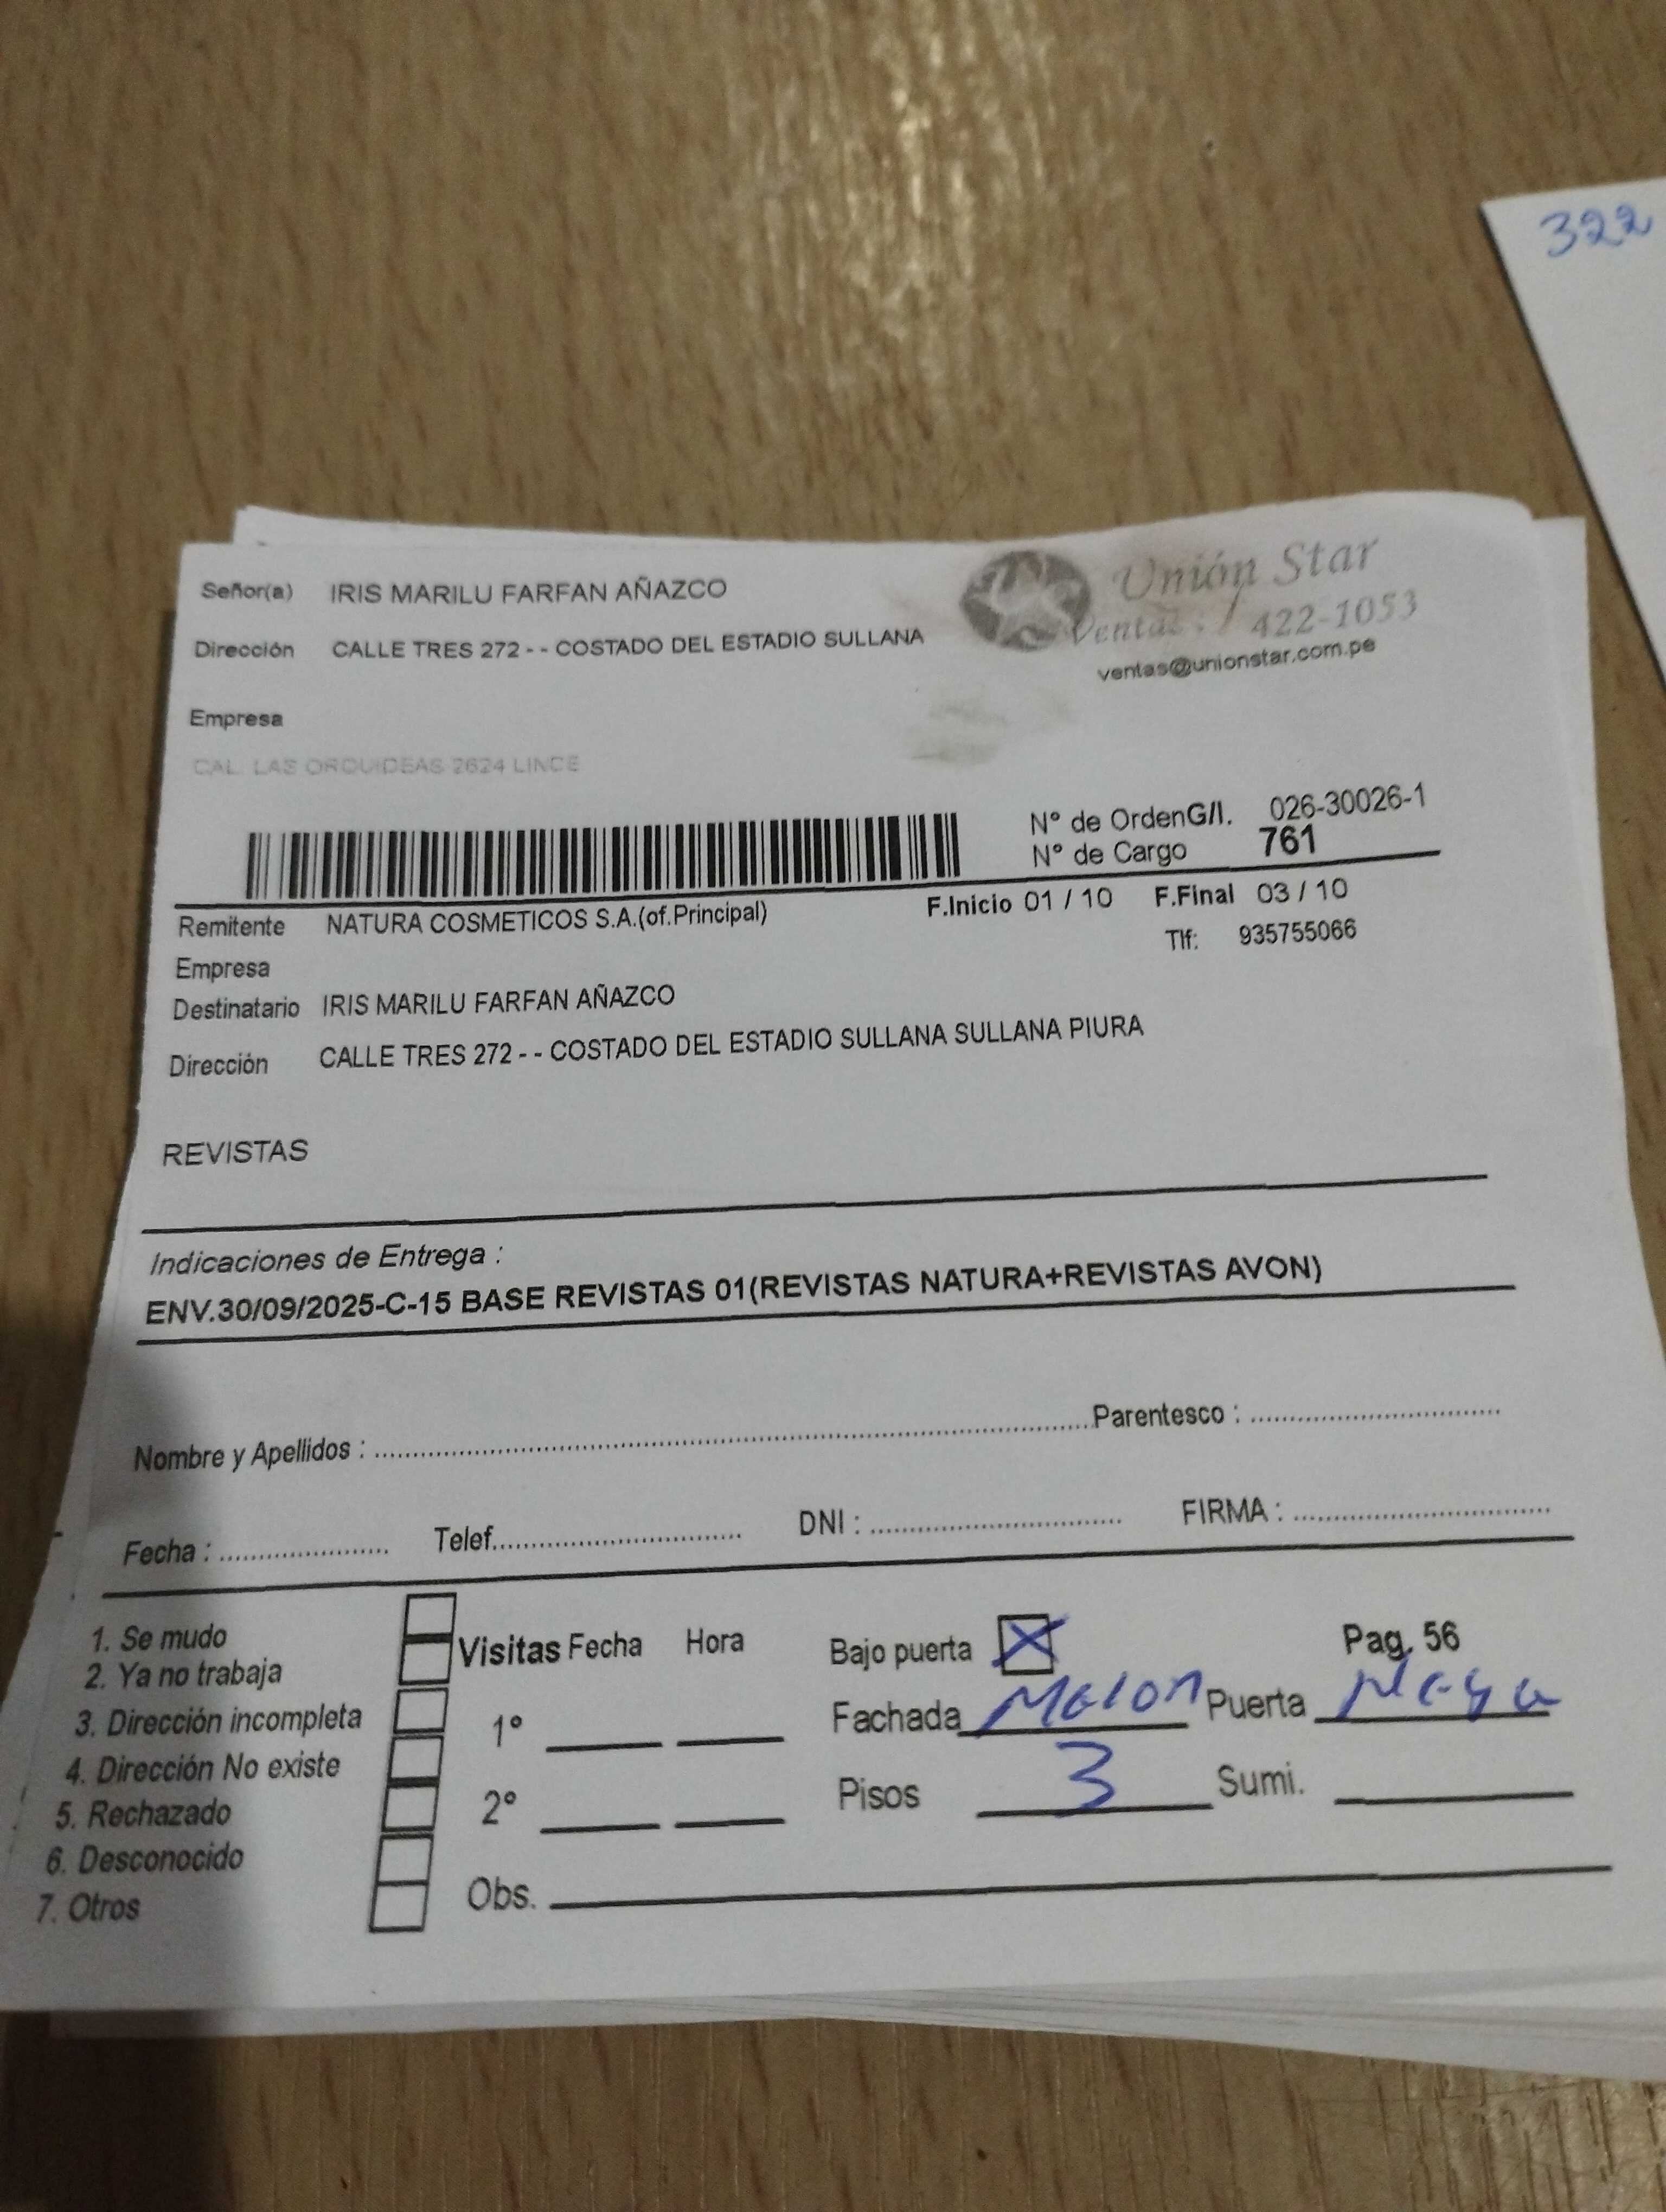 322
Señor(a) IRIS MARILU FARFAN AÑAZCO
Unión Star
Dirección CALLE TRES 272 - - COSTADO DEL ESTADIO SULLANA
Ventas : 422-1053
ventas@unionstar.com.pe
Empresa
CAL. LAS ORQUIDEAS 2624 LINCE
N° de OrdenG/I. 026-30026-1
N° de Cargo 761
Remitente NATURA COSMETICOS S.A.(of.Principal) F.Inicio 01 / 10 F.Final 03 / 10
Tlf: 935755066
Empresa
Destinatario IRIS MARILU FARFAN AÑAZCO
Dirección CALLE TRES 272 - - COSTADO DEL ESTADIO SULLANA SULLANA PIURA
REVISTAS
Indicaciones de Entrega :
ENV.30/09/2025-C-15 BASE REVISTAS 01(REVISTAS NATURA+REVISTAS AVON)
Nombre y Apellidos : Parentesco :
Fecha : Telef. DNI : FIRMA :
1. Se mudo
2. Ya no trabaja
3. Dirección incompleta
4. Dirección No existe
5. Rechazado
6. Desconocido
7. Otros
Visitas Fecha Hora
1°
2°
Obs.
Bajo puerta X Pag. 56
Fachada Melon Puerta Negu
Pisos 3 Sumi.